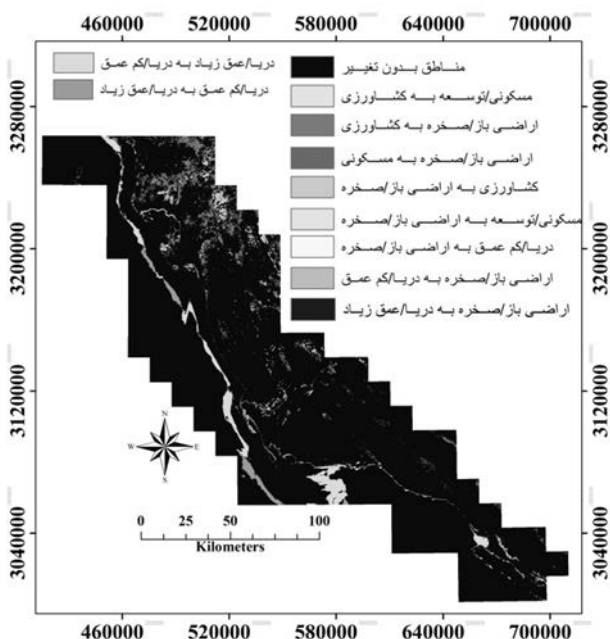 460000 520000 580000 640000 700000
دریا/عمق زیاد به دریا/کم عمق
دریا/کم عمق به دریا/عمق زیاد
مناطق بدون تغییر
مسکونی/توسعه به کشاورزی
اراضی باز/صخره به کشاورزی
اراضی باز/صخره به مسکونی
کشاورزی به اراضی باز/صخره
مسکونی/توسعه به اراضی باز/صخره
دریا/کم عمق به اراضی باز/صخره
اراضی باز/صخره به دریا/کم عمق
اراضی باز/صخره به دریا/عمق زیاد
3280000
3200000
3120000
3040000
3280000
3200000
3120000
3040000
N
W E
S
0 25 50 100
Kilometers
460000 520000 580000 640000 700000